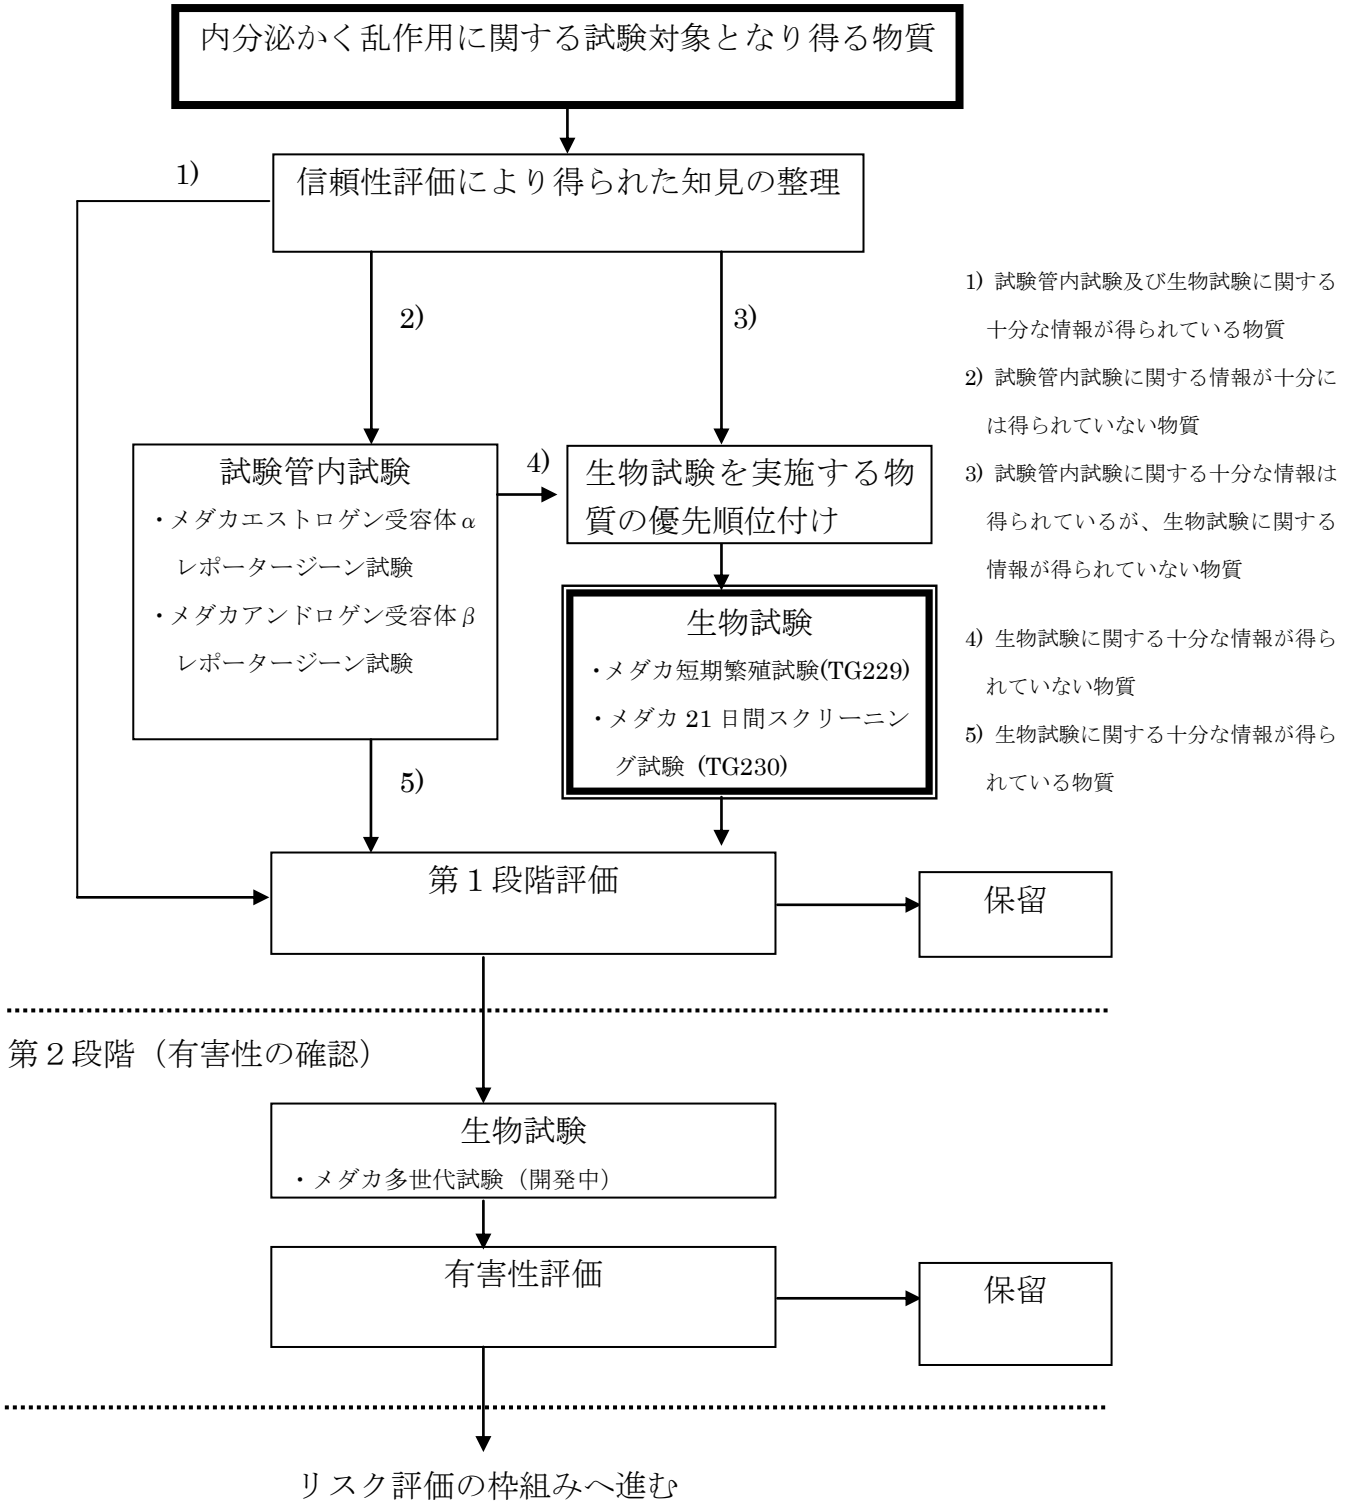 内分泌かく乱作用に関する試験対象となり得る物質
1)
信頼性評価により得られた知見の整理
2)
3)
1) 試験管内試験及び生物試験に関する
十分な情報が得られている物質
2) 試験管内試験に関する情報が十分に
は得られていない物質
3) 試験管内試験に関する十分な情報は
得られているが、生物試験に関する
情報が得られていない物質
4) 生物試験に関する十分な情報が得ら
れていない物質
5) 生物試験に関する十分な情報が得ら
れている物質
試験管内試験
・メダカエストロゲン受容体α
レポータージーン試験
・メダカアンドロゲン受容体β
レポータージーン試験
4)
生物試験を実施する物
質の優先順位付け
生物試験
・メダカ短期繁殖試験(TG229)
・メダカ 21 日間スクリーニン
グ試験 (TG230)
5)
第１段階評価
保留
第２段階（有害性の確認）
生物試験
・メダカ多世代試験（開発中）
有害性評価
保留
リスク評価の枠組みへ進む